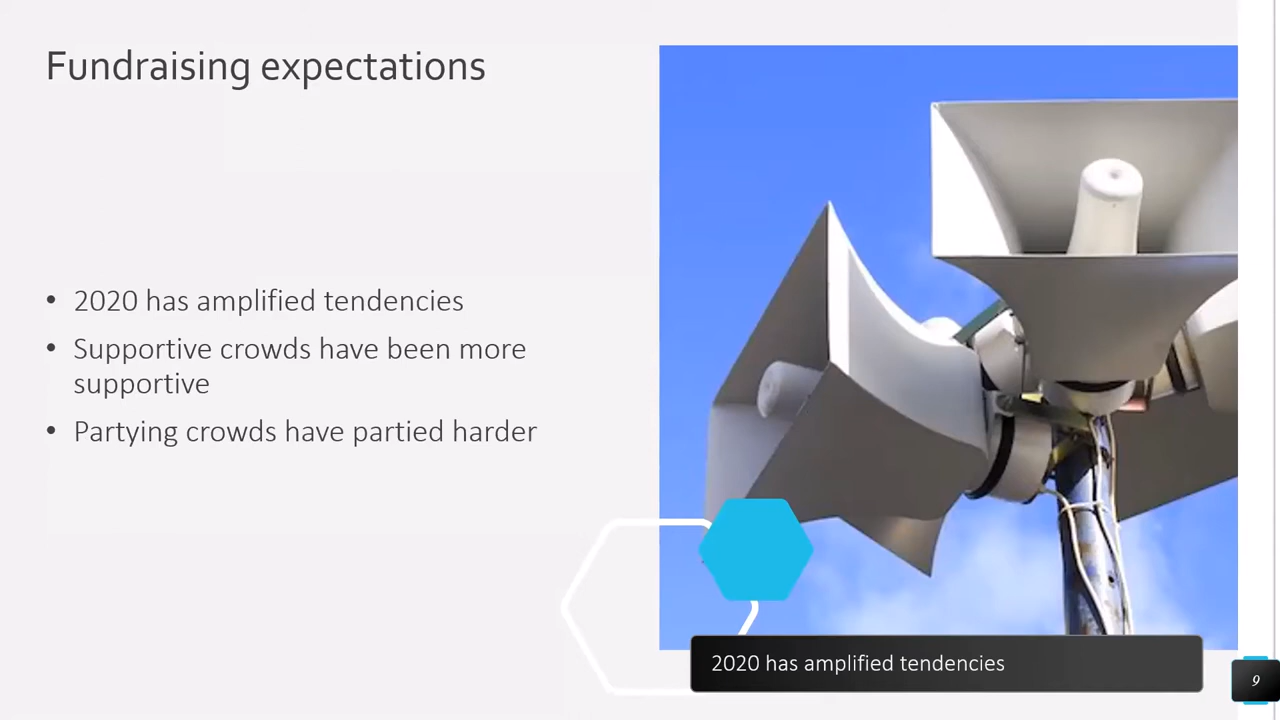 Fundraising expectations
• 2020 has amplified tendencies
• Supportive crowds have been more
supportive
• Partying crowds have partied harder
2020 has amplified tendencies
9